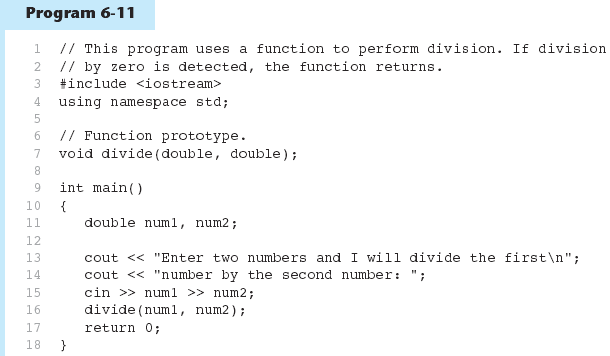 Program 6-11
1 // This program uses a function to perform division. If division
2 // by zero is detected, the function returns.
3 #include <iostream>
4 using namespace std;
5
6 // Function prototype.
7 void divide(double, double);
8
9 int main()
10 {
11 double num1, num2;
12
13 cout << "Enter two numbers and I will divide the first\n";
14 cout << "number by the second number: ";
15 cin >> num1 >> num2;
16 divide(num1, num2);
17 return 0;
18 }